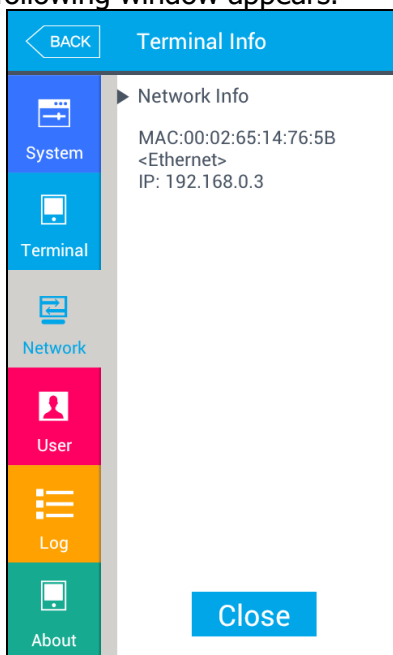 following window appears.
BACK
Terminal Info
System
Terminal
Network
User
Log
About
▶ Network Info
MAC:00:02:65:14:76:5B
<Ethernet>
IP: 192.168.0.3
Close